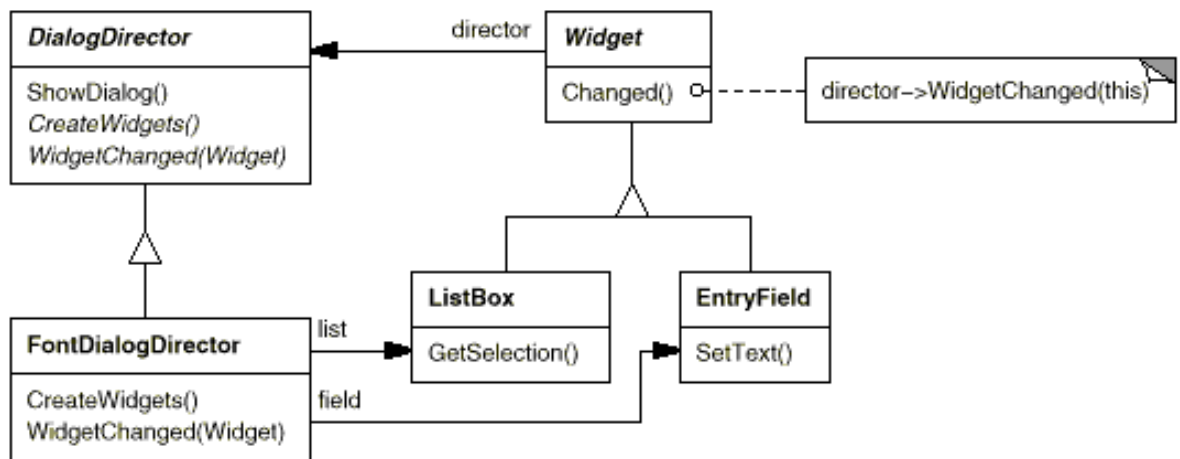 DialogDirector
ShowDialog()
CreateWidgets()
WidgetChanged(Widget)
director
Widget
Changed()
director->WidgetChanged(this)
FontDialogDirector
CreateWidgets()
WidgetChanged(Widget)
list
field
ListBox
GetSelection()
EntryField
SetText()